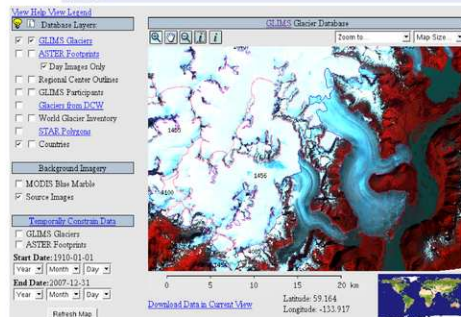 View Help View Legend
Database Layers:
GLIMS Glaciers
ASTER Footprints
Day Images Only
Regional Center Outlines
GLIMS Participants
Glaciers from DCW
World Glacier Inventory
STAR Polygons
Countries
Background Imagery
MODIS Blue Marble
Source Images
Temporally Constrain Data
GLIMS Glaciers
ASTER Footprints
Start Date: 1910-01-01
Year Month Day
End Date: 2007-12-31
Year Month Day
Refresh Map
GLIMS Glacier Database
Zoom to... Map Size...
1456
0 5 10 15 20 km
Download Data in Current View
Latitude: 59.164
Longitude: -133.917